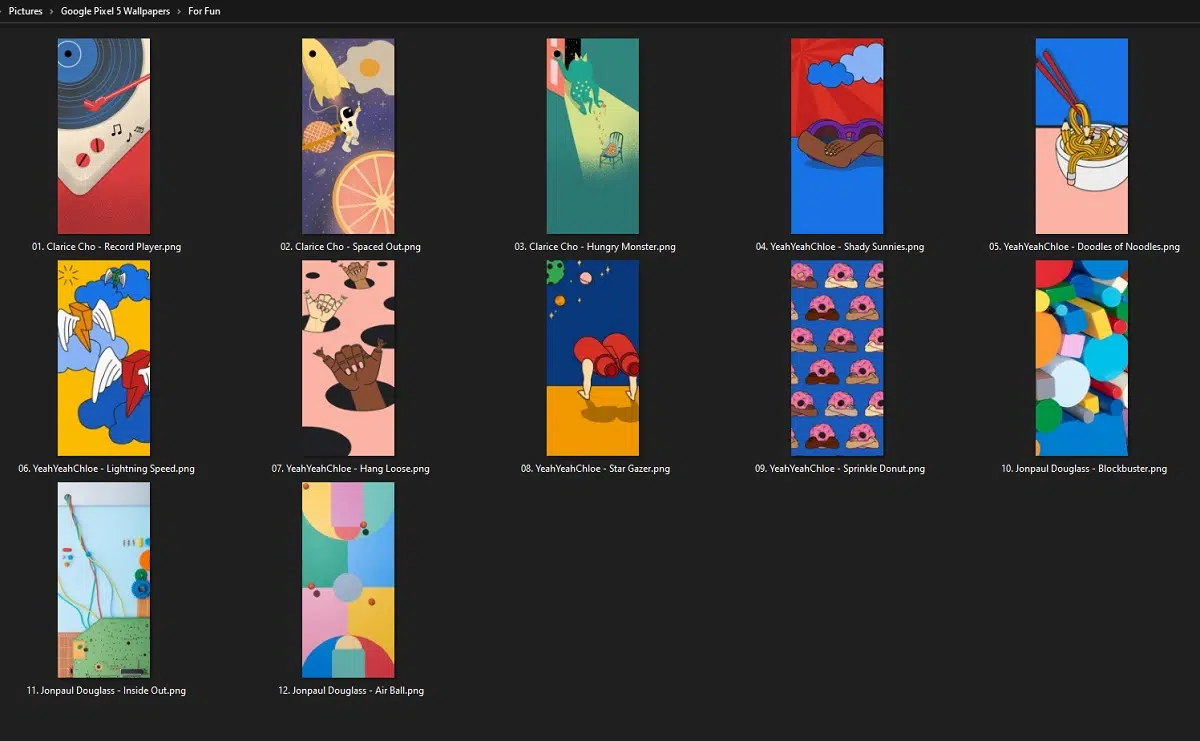 Pictures › Google Pixel 5 Wallpapers › For Fun
01. Clarice Cho - Record Player.png
02. Clarice Cho - Spaced Out.png
03. Clarice Cho - Hungry Monster.png
04. YeahYeahChloe - Shady Sunnies.png
05. YeahYeahChloe - Doodles of Noodles.png
06. YeahYeahChloe - Lightning Speed.png
07. YeahYeahChloe - Hang Loose.png
08. YeahYeahChloe - Star Gazer.png
09. YeahYeahChloe - Sprinkle Donut.png
10. Jonpaul Douglass - Blockbuster.png
11. Jonpaul Douglass - Inside Out.png
12. Jonpaul Douglass - Air Ball.png